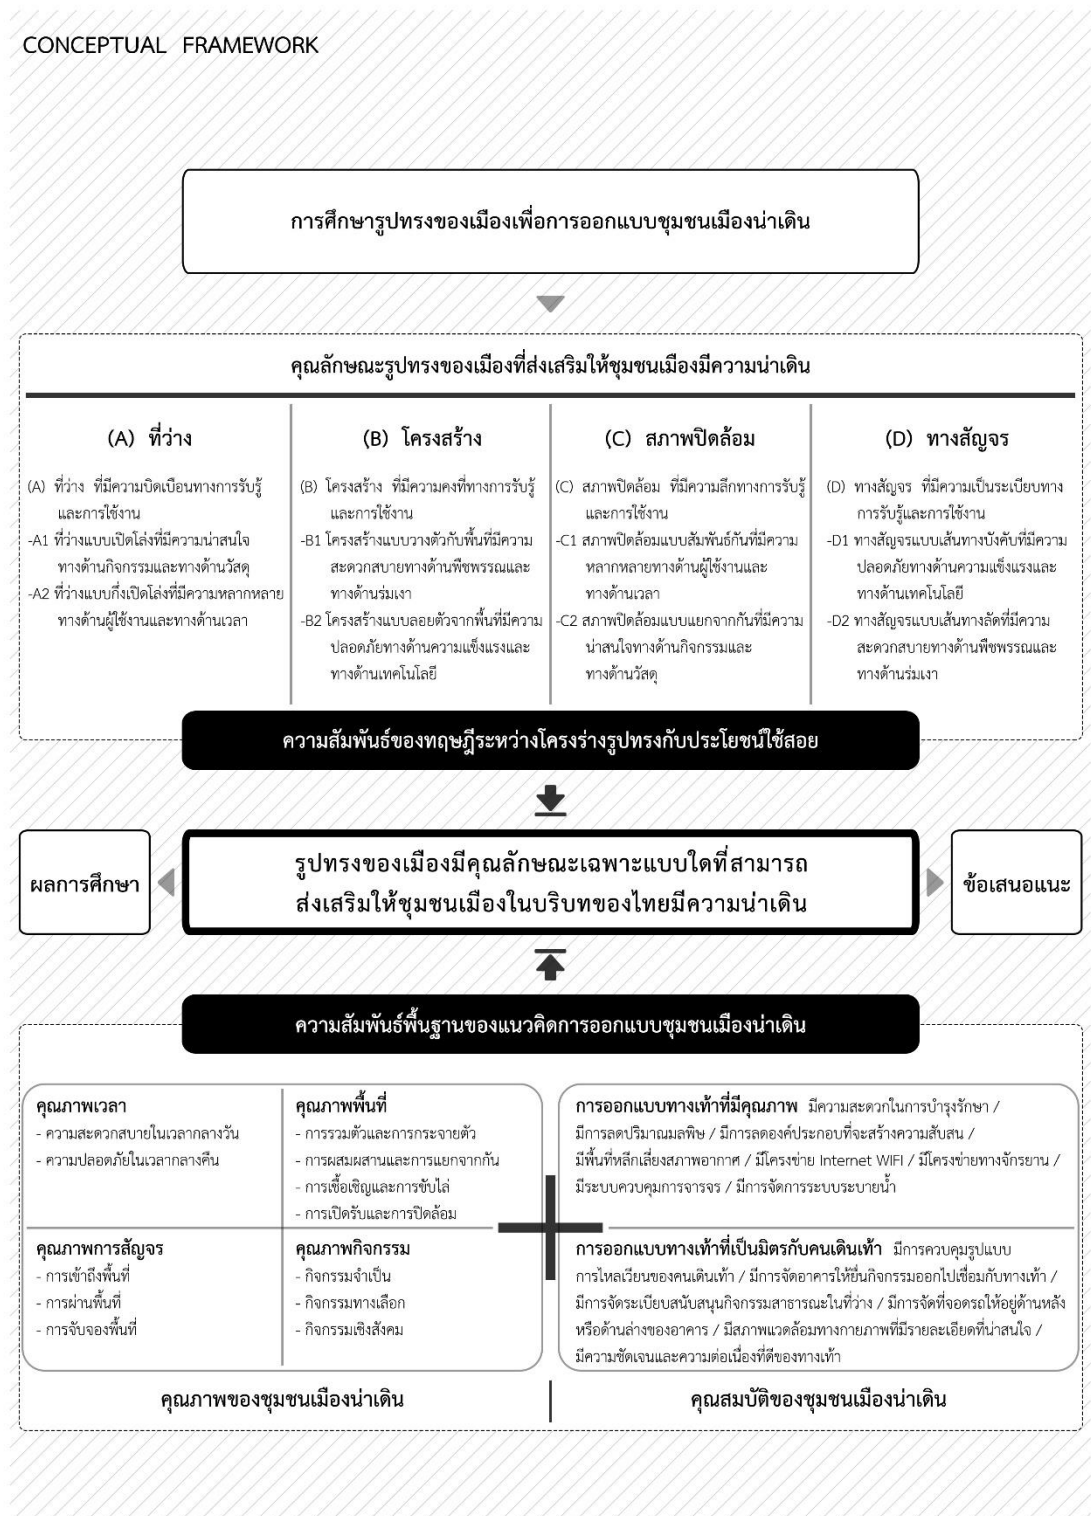 CONCEPTUAL FRAMEWORK
การศึกษารูปทรงของเมืองเพื่อการออกแบบชุมชนเมืองน่าเดิน
คุณลักษณะรูปทรงของเมืองที่ส่งเสริมให้ชุมชนเมืองมีความน่าเดิน
(A) ที่ว่าง
(A) ที่ว่าง ที่มีความบิดเบือนทางการรับรู้
และการใช้งาน
-A1 ที่ว่างแบบเปิดโล่งที่มีความน่าสนใจ
ทางด้านกิจกรรมและทางด้านวัสดุ
-A2 ที่ว่างแบบกึ่งเปิดโล่งที่มีความหลากหลาย
ทางด้านผู้ใช้งานและทางด้านเวลา
(B) โครงสร้าง
(B) โครงสร้าง ที่มีความคงที่ทางการรับรู้
และการใช้งาน
-B1 โครงสร้างแบบวางตัวกับพื้นที่มีความ
สะดวกสบายทางด้านพืชพรรณและ
ทางด้านร่มเงา
-B2 โครงสร้างแบบลอยตัวจากพื้นที่มีความ
ปลอดภัยทางด้านความแข็งแรงและ
ทางด้านเทคโนโลยี
(C) สภาพปิดล้อม
(C) สภาพปิดล้อม ที่มีความลึกทางการรับรู้
และการใช้งาน
-C1 สภาพปิดล้อมแบบสัมพันธ์กันที่มีความ
หลากหลายทางด้านผู้ใช้งานและ
ทางด้านเวลา
-C2 สภาพปิดล้อมแบบแยกจากกันที่มีความ
น่าสนใจทางด้านกิจกรรมและ
ทางด้านวัสดุ
(D) ทางสัญจร
(D) ทางสัญจร ที่มีความเป็นระเบียบทาง
การรับรู้และการใช้งาน
-D1 ทางสัญจรแบบเส้นทางบังคับที่มีความ
ปลอดภัยทางด้านความแข็งแรงและ
ทางด้านเทคโนโลยี
-D2 ทางสัญจรแบบเส้นทางลัดที่มีความ
สะดวกสบายทางด้านพืชพรรณและ
ทางด้านร่มเงา
ความสัมพันธ์ของทฤษฎีระหว่างโครงร่างรูปทรงกับประโยชน์ใช้สอย
ผลการศึกษา
รูปทรงของเมืองมีคุณลักษณะเฉพาะแบบใดที่สามารถ
ส่งเสริมให้ชุมชนเมืองในบริบทของไทยมีความน่าเดิน
ข้อเสนอแนะ
ความสัมพันธ์พื้นฐานของแนวคิดการออกแบบชุมชนเมืองน่าเดิน
คุณภาพเวลา
- ความสะดวกสบายในเวลากลางวัน
- ความปลอดภัยในเวลากลางคืน
คุณภาพพื้นที่
- การรวมตัวและการกระจายตัว
- การผสมผสานและการแยกจากกัน
- การเชื้อเชิญและการขับไล่
- การเปิดรับและการปิดล้อม
คุณภาพการสัญจร
- การเข้าถึงพื้นที่
- การผ่านพื้นที่
- การจับจองพื้นที่
คุณภาพกิจกรรม
- กิจกรรมจำเป็น
- กิจกรรมทางเลือก
- กิจกรรมเชิงสังคม
การออกแบบทางเท้าที่มีคุณภาพ มีความสะดวกในการบำรุงรักษา /
มีการลดปริมาณมลพิษ / มีการลดองค์ประกอบที่จะสร้างความสับสน /
มีพื้นที่หลีกเลี่ยงสภาพอากาศ / มีโครงข่าย Internet WIFI / มีโครงข่ายทางจักรยาน /
มีระบบควบคุมการจารจร / มีการจัดการระบบระบายน้ำ
การออกแบบทางเท้าที่เป็นมิตรกับคนเดินเท้า มีการควบคุมรูปแบบ
การไหลเวียนของคนเดินเท้า / มีการจัดอาคารให้ยื่นกิจกรรมออกไปเชื่อมกับทางเท้า /
มีการจัดระเบียบสนับสนุนกิจกรรมสาธารณะในที่ว่าง / มีการจัดที่จอดรถให้อยู่ด้านหลัง
หรือด้านล่างของอาคาร / มีสภาพแวดล้อมทางกายภาพที่มีรายละเอียดที่น่าสนใจ /
มีความชัดเจนและความต่อเนื่องที่ดีของทางเท้า
คุณภาพของชุมชนเมืองน่าเดิน
คุณสมบัติของชุมชนเมืองน่าเดิน